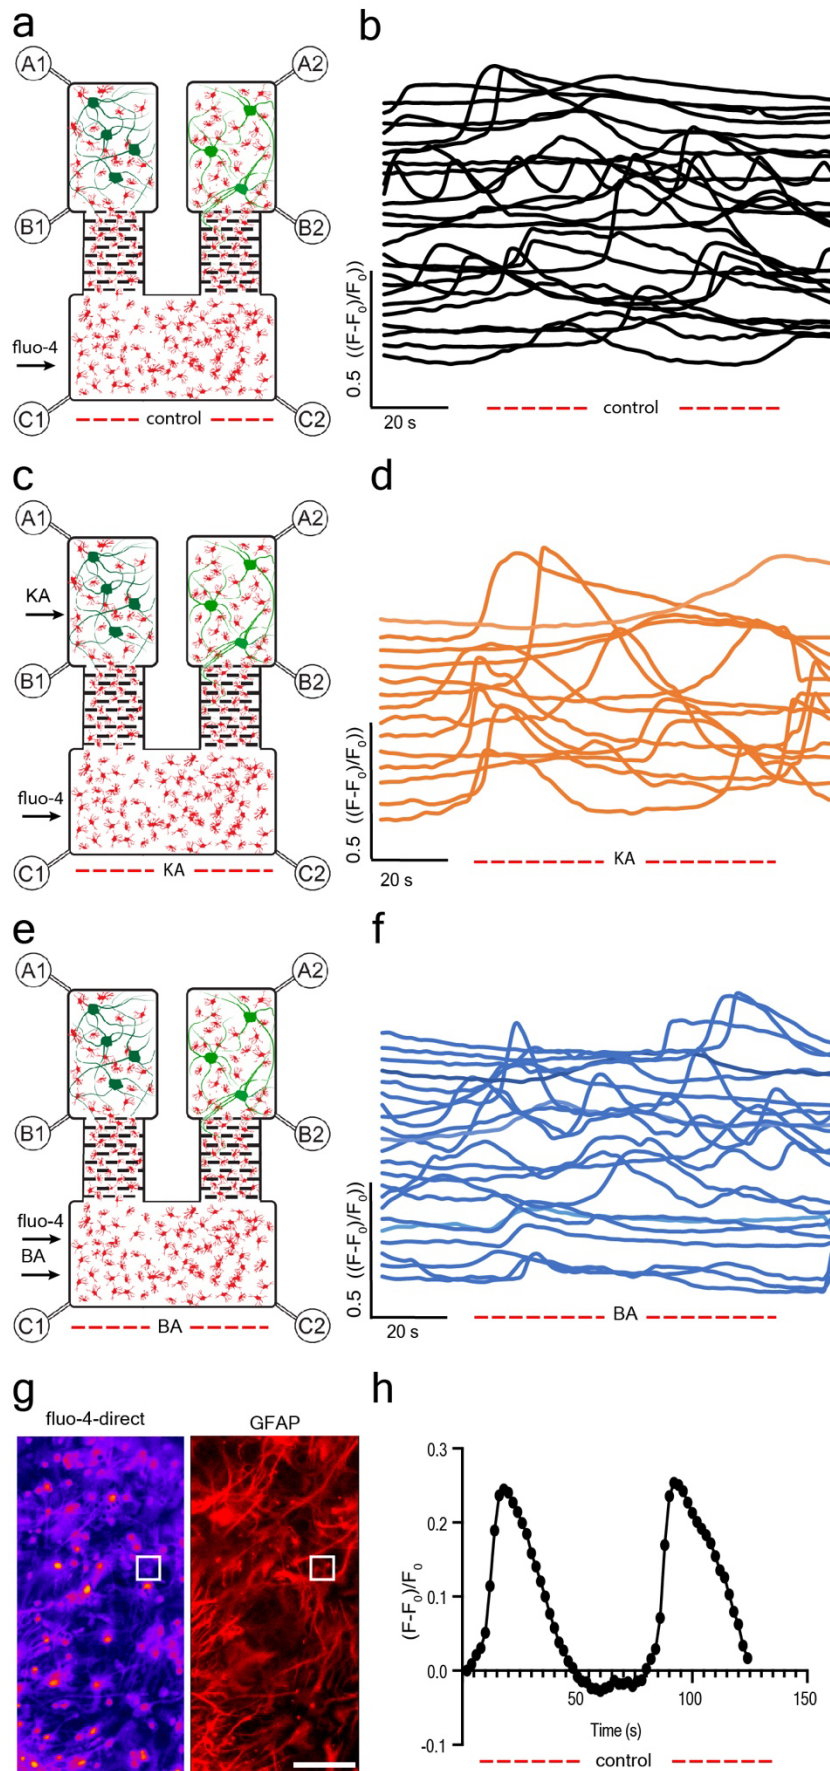 a
A1
A2
B1
B2
fluo-4
C1
C2
control
b
0.5 ((F-F₀)/F₀))
20 s
control
c
A1
A2
KA
B1
B2
fluo-4
C1
C2
KA
d
0.5 ((F-F₀)/F₀))
20 s
KA
e
A1
A2
B1
B2
fluo-4
BA
C1
C2
BA
f
0.5 ((F-F₀)/F₀))
20 s
BA
g
fluo-4-direct
GFAP
h
0.3
0.2
0.1
0.0
-0.1
(F-F₀)/F₀
50
100
150
Time (s)
control